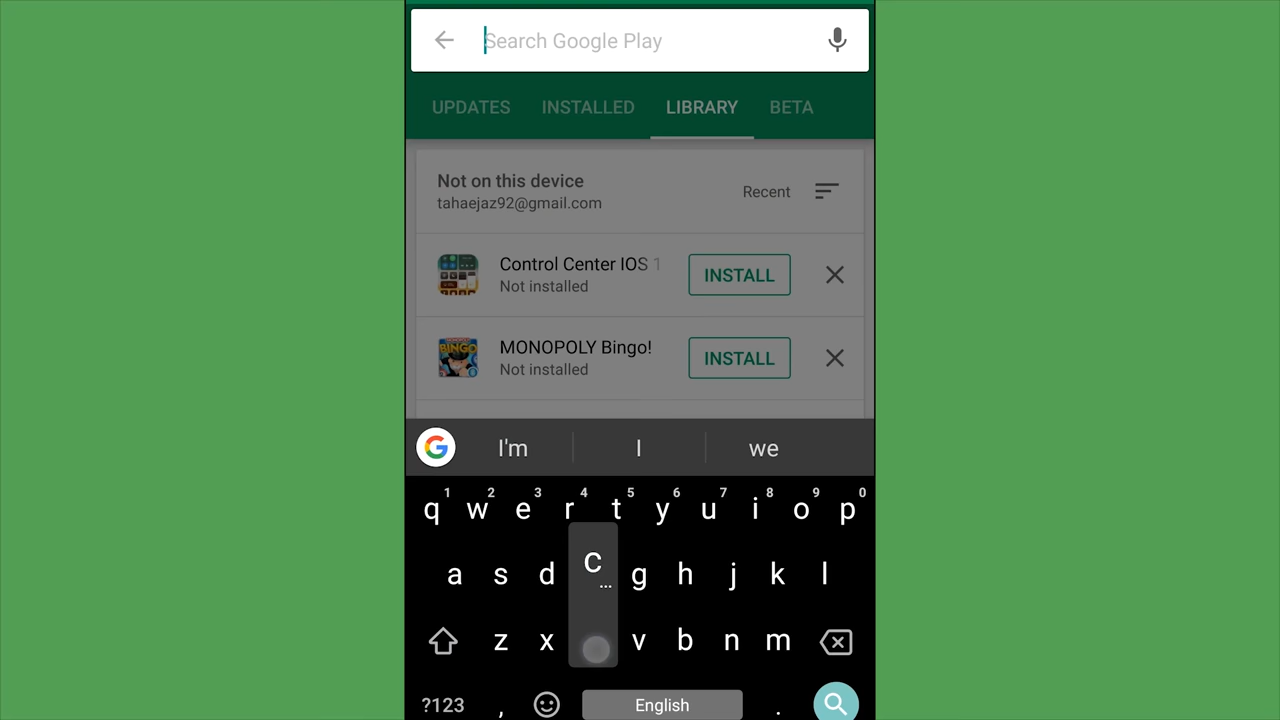 Search Google Play
UPDATES INSTALLED LIBRARY BETA
Not on this device
tahaejaz92@gmail.com
Recent
Control Center IOS 1
Not installed
INSTALL
MONOPOLY Bingo!
Not installed
INSTALL
I'm I we
1 2 3 4 5 6 7 8 9 0
q w e r t y u i o p
a s d c... g h j k l
z x v b n m
?123 , English .